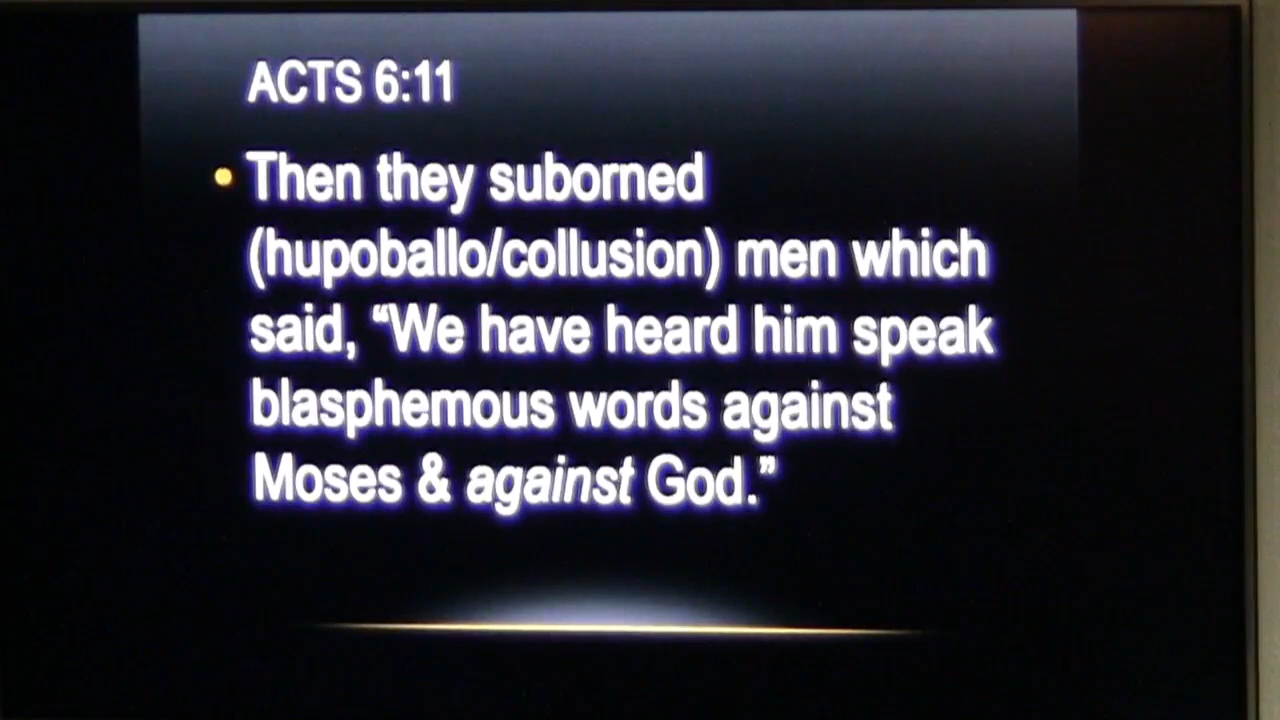 ACTS 6:11
• Then they suborned
(hupoballo/collusion) men which
said, “We have heard him speak
blasphemous words against
Moses & against God.”